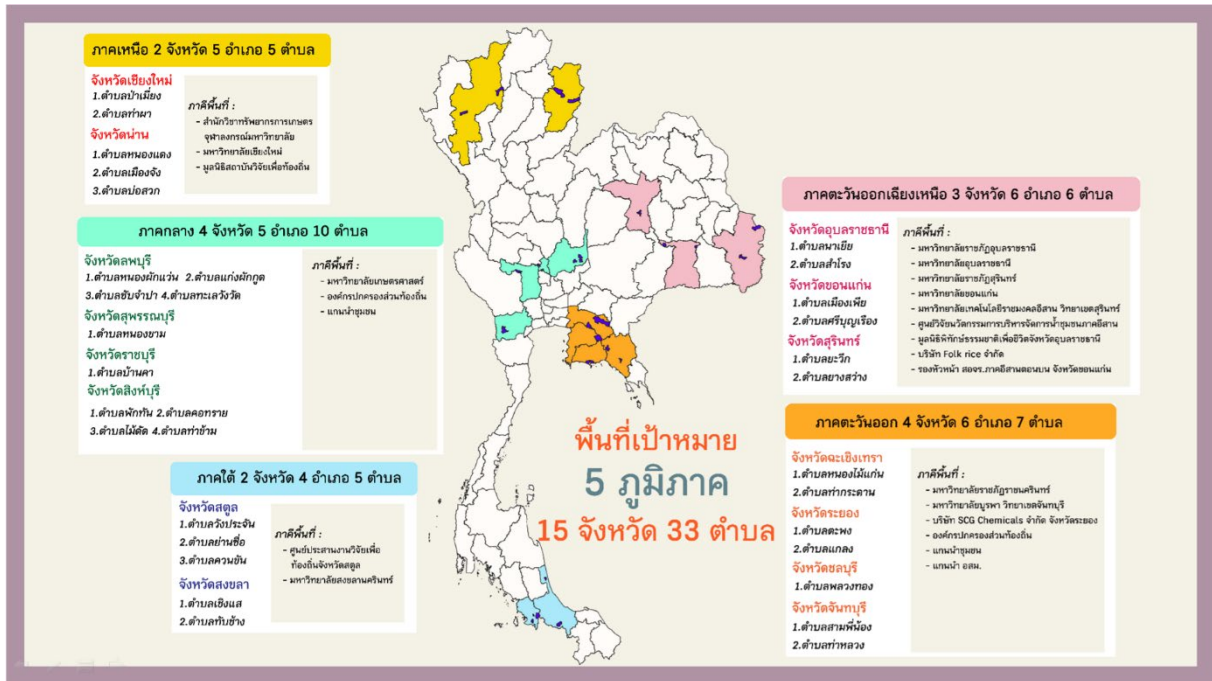 ภาคเหนือ 2 จังหวัด 5 อำเภอ 5 ตำบล
จังหวัดเชียงใหม่
1.ตำบลป่าเมี่ยง
2.ตำบลท่าผา
จังหวัดน่าน
1.ตำบลหนองแดง
2.ตำบลเมืองจัง
3.ตำบลบ่อสวก
ภาคีพื้นที่ :
- สำนักวิชาทรัพยากรการเกษตร
จุฬาลงกรณ์มหาวิทยาลัย
- มหาวิทยาลัยเชียงใหม่
- มูลนิธิสถาบันวิจัยเพื่อท้องถิ่น
ภาคกลาง 4 จังหวัด 5 อำเภอ 10 ตำบล
จังหวัดลพบุรี
1.ตำบลหนองผักแว่น 2.ตำบลแก่งผักกูด
3.ตำบลซับจำปา 4.ตำบลทะเลวังวัด
จังหวัดสุพรรณบุรี
1.ตำบลหนองขาม
จังหวัดราชบุรี
1.ตำบลบ้านคา
จังหวัดสิงห์บุรี
1.ตำบลพักทัน 2.ตำบลคอทราย
3.ตำบลไม้ดัด 4.ตำบลท่าข้าม
ภาคีพื้นที่ :
- มหาวิทยาลัยเกษตรศาสตร์
- องค์กรปกครองส่วนท้องถิ่น
- แกนนำชุมชน
ภาคใต้ 2 จังหวัด 4 อำเภอ 5 ตำบล
จังหวัดสตูล
1.ตำบลวังประจัน
2.ตำบลย่านซื่อ
3.ตำบลควนขัน
จังหวัดสงขลา
1.ตำบลเชิงแส
2.ตำบลทับช้าง
ภาคีพื้นที่ :
- ศูนย์ประสานงานวิจัยเพื่อ
ท้องถิ่นจังหวัดสตูล
- มหาวิทยาลัยสงขลานครินทร์
พื้นที่เป้าหมาย
5 ภูมิภาค
15 จังหวัด 33 ตำบล
ภาคตะวันออกเฉียงเหนือ 3 จังหวัด 6 อำเภอ 6 ตำบล
จังหวัดอุบลราชธานี
1.ตำบลนาเยีย
2.ตำบลสำโรง
จังหวัดขอนแก่น
1.ตำบลเมืองเพีย
2.ตำบลศรีบุญเรือง
จังหวัดสุรินทร์
1.ตำบลยะวึก
2.ตำบลยางสว่าง
ภาคีพื้นที่ :
- มหาวิทยาลัยราชภัฏอุบลราชธานี
- มหาวิทยาลัยอุบลราชธานี
- มหาวิทยาลัยราชภัฏสุรินทร์
- มหาวิทยาลัยขอนแก่น
- มหาวิทยาลัยเทคโนโลยีราชมงคลอีสาน วิทยาเขตสุรินทร์
- ศูนย์วิจัยนวัตกรรมการบริหารจัดการน้ำชุมชนภาคอีสาน
- มูลนิธิพิทักษ์ธรรมชาติเพื่อชีวิตจังหวัดอุบลราชธานี
- บริษัท Folk rice จำกัด
- รองหัวหน้า สอจร.ภาคอีสานตอนบน จังหวัดขอนแก่น
ภาคตะวันออก 4 จังหวัด 6 อำเภอ 7 ตำบล
จังหวัดฉะเชิงเทรา
1.ตำบลหนองไม้แก่น
2.ตำบลท่ากระดาน
จังหวัดระยอง
1.ตำบลตะพง
2.ตำบลแกลง
จังหวัดชลบุรี
1.ตำบลพลวงทอง
จังหวัดจันทบุรี
1.ตำบลสามพี่น้อง
2.ตำบลท่าหลวง
ภาคีพื้นที่ :
- มหาวิทยาลัยราชภัฏราชนครินทร์
- มหาวิทยาลัยบูรพา วิทยาเขตจันทบุรี
- บริษัท SCG Chemicals จำกัด จังหวัดระยอง
- องค์กรปกครองส่วนท้องถิ่น
- แกนนำชุมชน
- แกนนำ อสม.